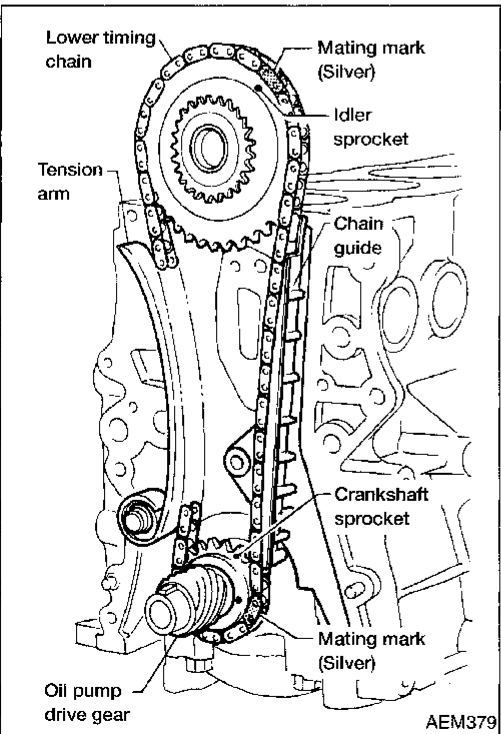 Lower timing
chain
Mating mark
(Silver)
Idler
sprocket
Tension
arm
Chain
guide
Crankshaft
sprocket
Mating mark
(Silver)
Oil pump
drive gear
AEM379